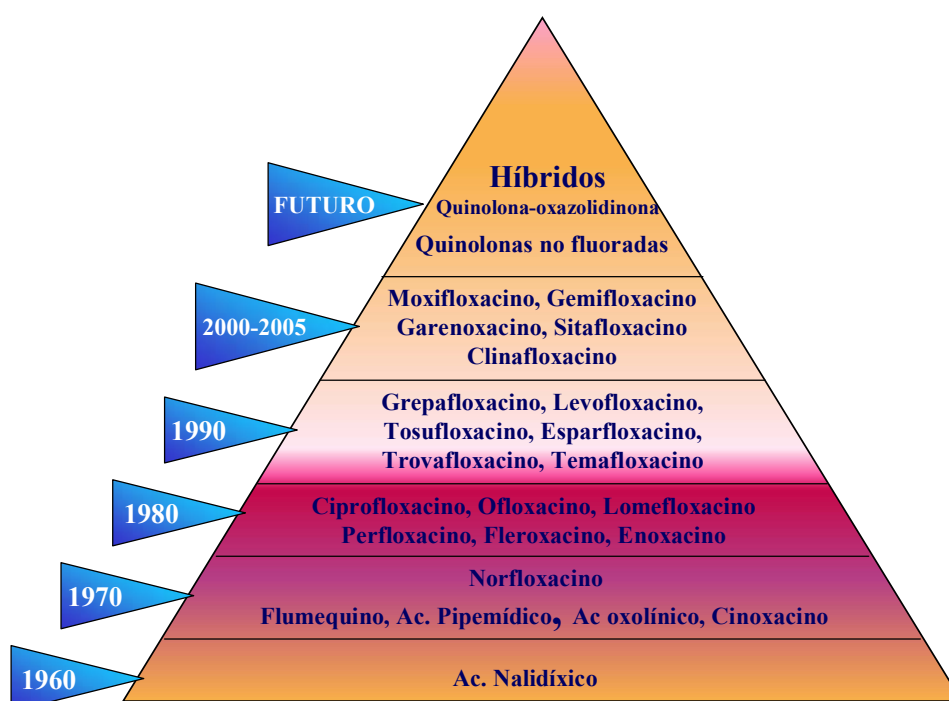 Híbridos
FUTURO
Quinolona-oxazolidinona
Quinolonas no fluoradas
2000-2005
Moxifloxacino, Gemifloxacino
Garenoxacino, Sitafloxacino
Clinafloxacino
1990
Grepafloxacino, Levofloxacino,
Tosufloxacino, Esparfloxacino,
Trovafloxacino, Temafloxacino
1980
Ciprofloxacino, Ofloxacino, Lomefloxacino
Perfloxacino, Fleroxacino, Enoxacino
1970
Norfloxacino
Flumequino, Ac. Pipemídico, Ac oxolínico, Cinoxacino
1960
Ac. Nalidíxico